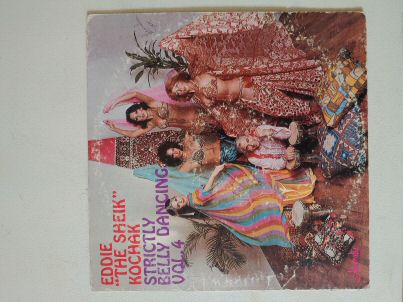 EDDIE
"THE SHEIK"
KOCHAK
STRICTLY
BELLY DANCING
VOL. 4